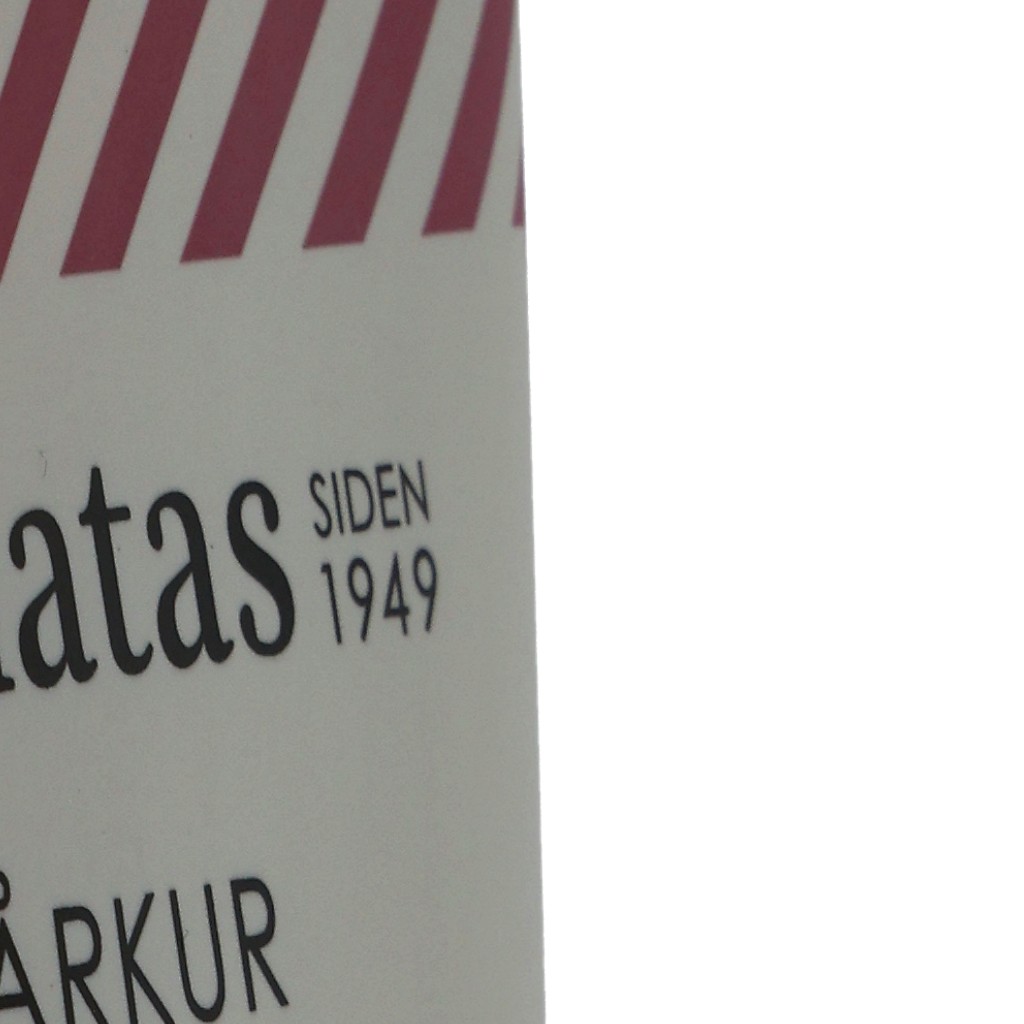 atas SIDEN
1949
ÅRKUR